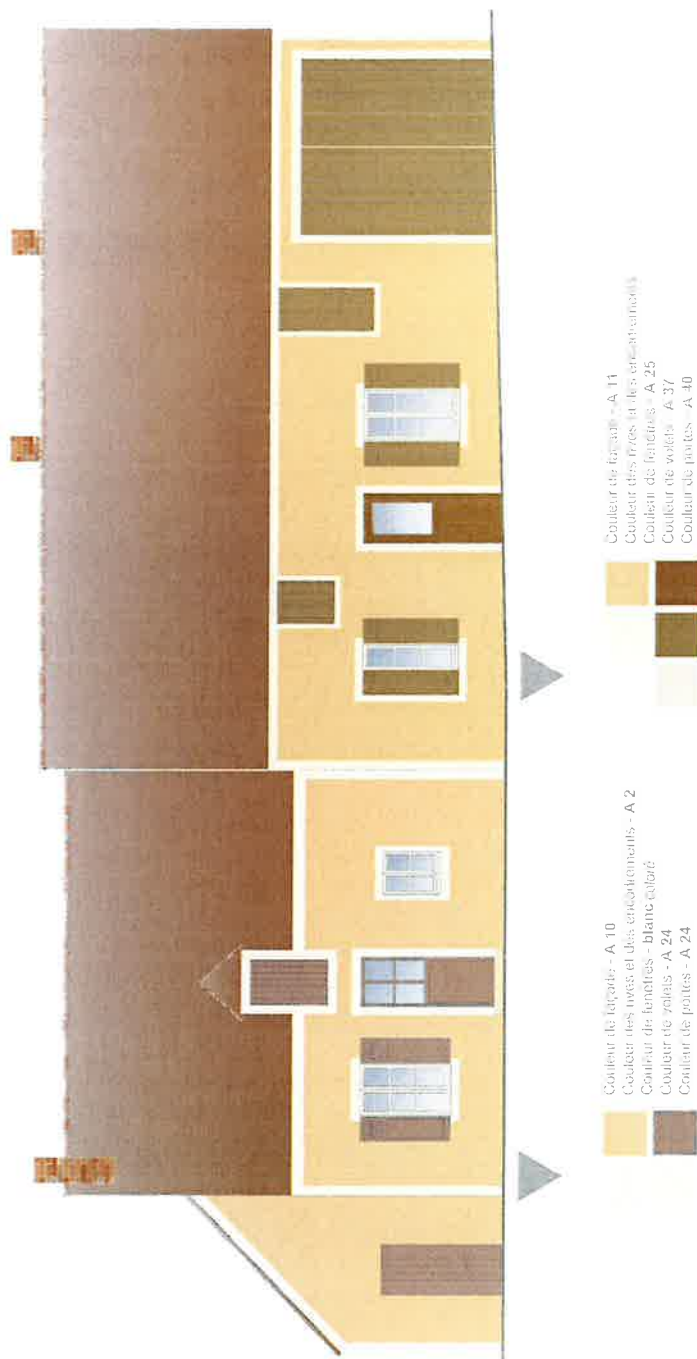 Couleur de façade - A 10
Couleur des rives et des encadrements - A 2
Couleur de fenêtres - blanc coloré
Couleur de volets - A 24
Couleur de portes - A 24
Couleur de façade - A 11
Couleur des rives et des encadrements
Couleur de fenêtres - A 25
Couleur de volets - A 37
Couleur de portes - A 40